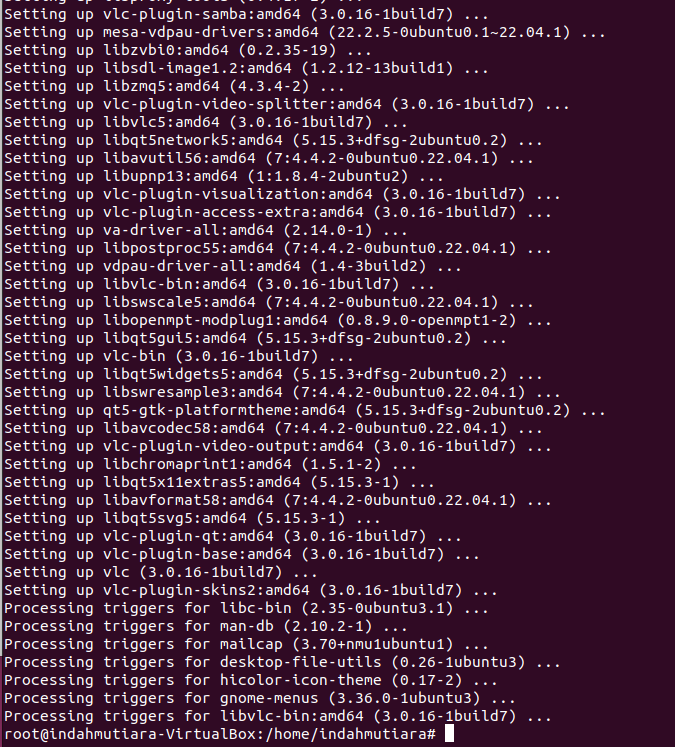 Setting up vlc-plugin-samba:amd64 (3.0.16-1build7) ...
Setting up mesa-vdpau-drivers:amd64 (22.2.5-0ubuntu0.1~22.04.1) ...
Setting up libzvbi0:amd64 (0.2.35-19) ...
Setting up libsdl-image1.2:amd64 (1.2.12-13build1) ...
Setting up libzmq5:amd64 (4.3.4-2) ...
Setting up vlc-plugin-video-splitter:amd64 (3.0.16-1build7) ...
Setting up libvlc5:amd64 (3.0.16-1build7) ...
Setting up libqt5network5:amd64 (5.15.3+dfsg-2ubuntu0.2) ...
Setting up libavutil56:amd64 (7:4.4.2-0ubuntu0.22.04.1) ...
Setting up libupnp13:amd64 (1:1.8.4-2ubuntu2) ...
Setting up vlc-plugin-visualization:amd64 (3.0.16-1build7) ...
Setting up vlc-plugin-access-extra:amd64 (3.0.16-1build7) ...
Setting up va-driver-all:amd64 (2.14.0-1) ...
Setting up libpostproc55:amd64 (7:4.4.2-0ubuntu0.22.04.1) ...
Setting up vdpau-driver-all:amd64 (1.4-3build2) ...
Setting up libvlc-bin:amd64 (3.0.16-1build7) ...
Setting up libswscale5:amd64 (7:4.4.2-0ubuntu0.22.04.1) ...
Setting up libopenmpt-modplug1:amd64 (0.8.9.0-openmpt1-2) ...
Setting up libqt5gui5:amd64 (5.15.3+dfsg-2ubuntu0.2) ...
Setting up vlc-bin (3.0.16-1build7) ...
Setting up libqt5widgets5:amd64 (5.15.3+dfsg-2ubuntu0.2) ...
Setting up libswresample3:amd64 (7:4.4.2-0ubuntu0.22.04.1) ...
Setting up qt5-gtk-platformtheme:amd64 (5.15.3+dfsg-2ubuntu0.2) ...
Setting up libavcodec58:amd64 (7:4.4.2-0ubuntu0.22.04.1) ...
Setting up vlc-plugin-video-output:amd64 (3.0.16-1build7) ...
Setting up libchromaprint1:amd64 (1.5.1-2) ...
Setting up libqt5x11extras5:amd64 (5.15.3-1) ...
Setting up libavformat58:amd64 (7:4.4.2-0ubuntu0.22.04.1) ...
Setting up libqt5svg5:amd64 (5.15.3-1) ...
Setting up vlc-plugin-qt:amd64 (3.0.16-1build7) ...
Setting up vlc-plugin-base:amd64 (3.0.16-1build7) ...
Setting up vlc (3.0.16-1build7) ...
Setting up vlc-plugin-skins2:amd64 (3.0.16-1build7) ...
Processing triggers for libc-bin (2.35-0ubuntu3.1) ...
Processing triggers for man-db (2.10.2-1) ...
Processing triggers for mailcap (3.70+nmu1ubuntu1) ...
Processing triggers for desktop-file-utils (0.26-1ubuntu3) ...
Processing triggers for hicolor-icon-theme (0.17-2) ...
Processing triggers for gnome-menus (3.36.0-1ubuntu3) ...
Processing triggers for libvlc-bin:amd64 (3.0.16-1build7) ...
root@indahmutiara-VirtualBox:/home/indahmutiara#